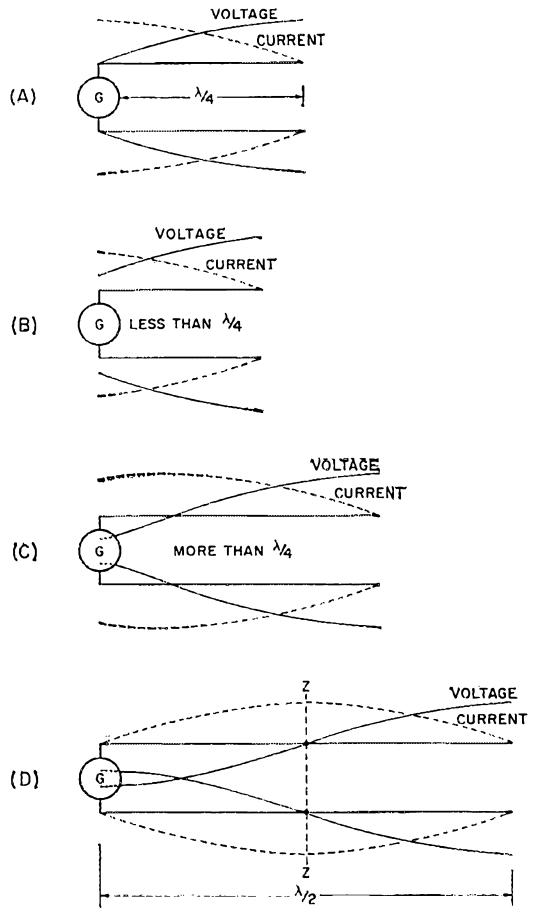 VOLTAGE
CURRENT
(A)
G
λ/4
VOLTAGE
CURRENT
(B)
G
LESS THAN λ/4
VOLTAGE
CURRENT
(C)
G
MORE THAN λ/4
Z
VOLTAGE
CURRENT
(D)
G
Z
λ/2